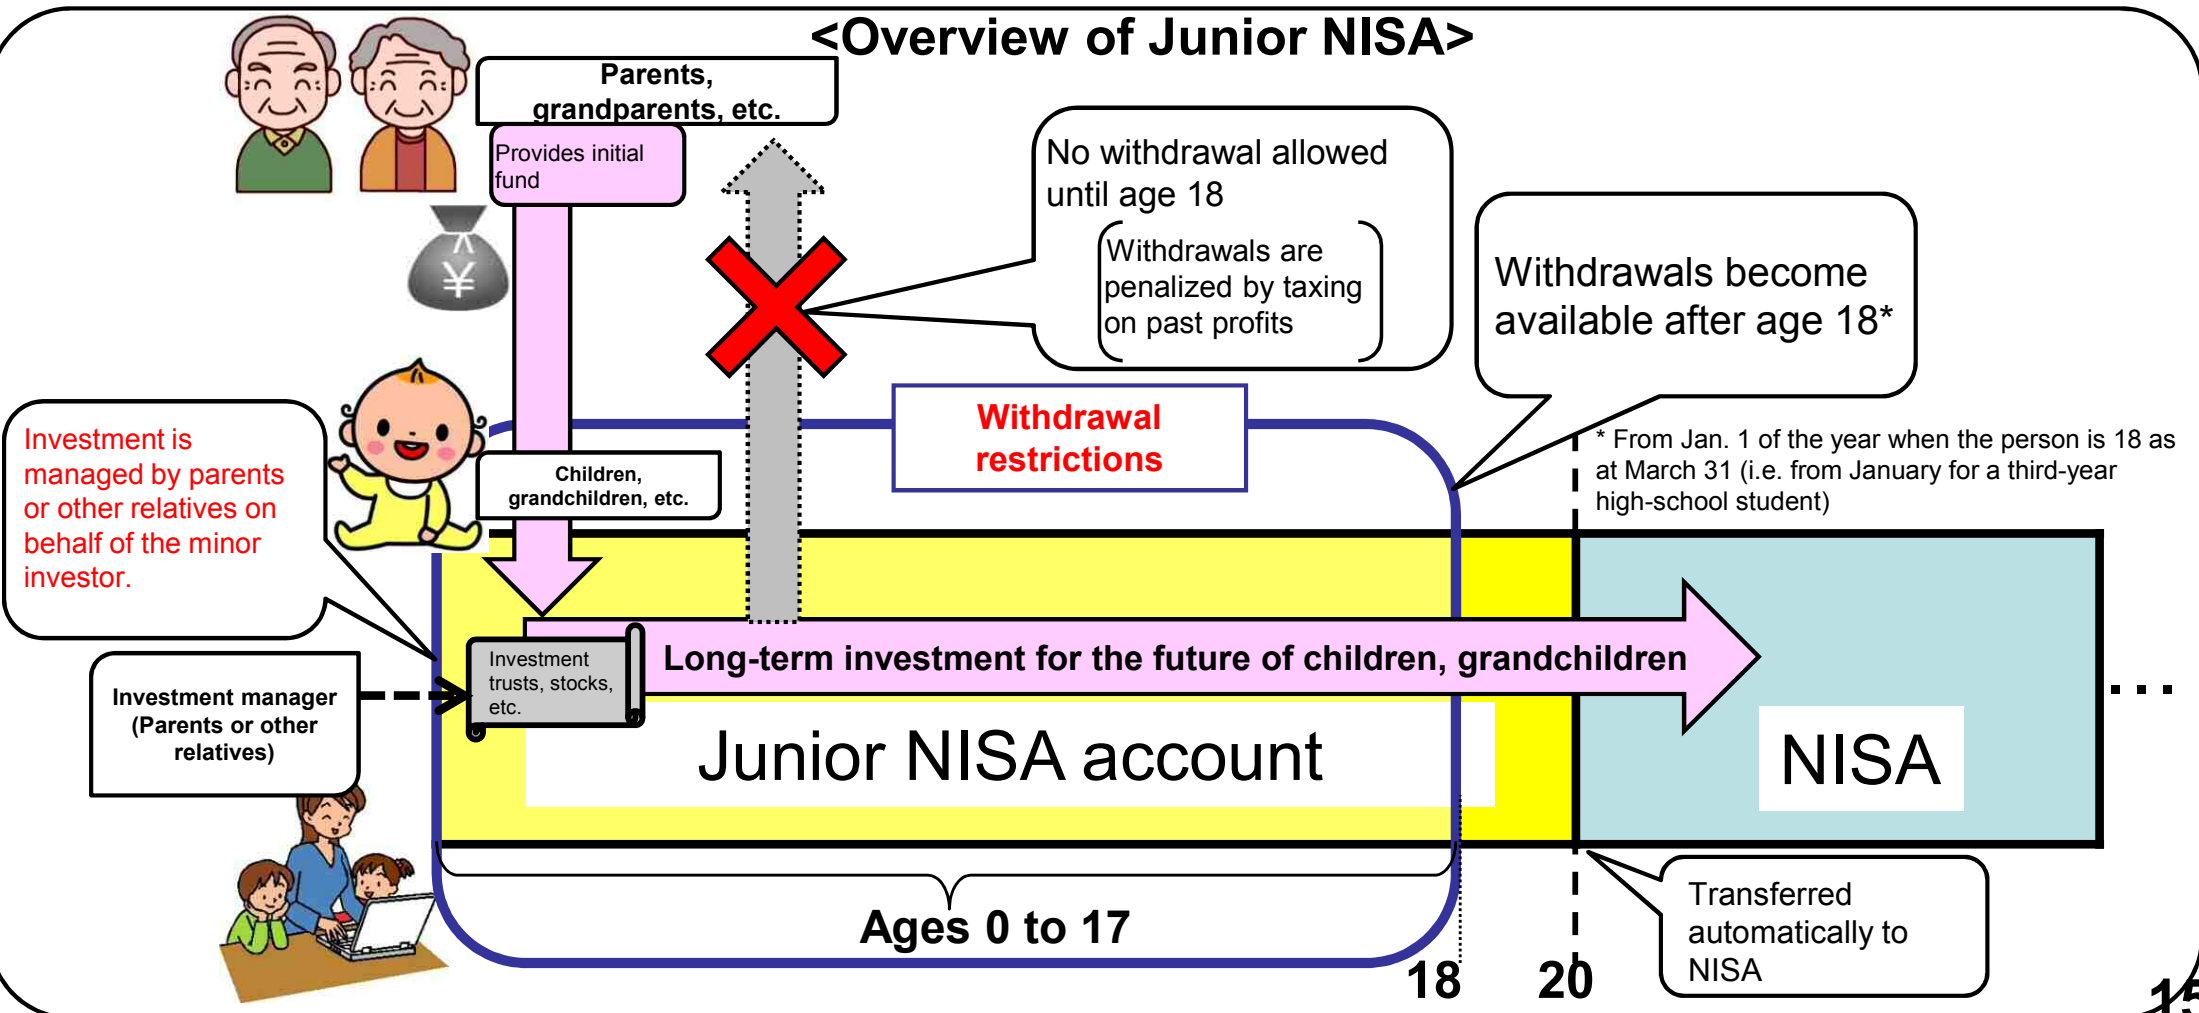 <Overview of Junior NISA>
Parents,
grandparents, etc.
Provides initial
fund
¥
No withdrawal allowed
until age 18
Withdrawals are
penalized by taxing
on past profits
Withdrawals become
available after age 18*
Withdrawal
restrictions
* From Jan. 1 of the year when the person is 18 as
at March 31 (i.e. from January for a third-year
high-school student)
Investment is
managed by parents
or other relatives on
behalf of the minor
investor.
Children,
grandchildren, etc.
Investment
trusts, stocks,
etc.
Long-term investment for the future of children, grandchildren
Investment manager
(Parents or other
relatives)
Junior NISA account
NISA
...
Ages 0 to 17
18
20
Transferred
automatically to
NISA
15